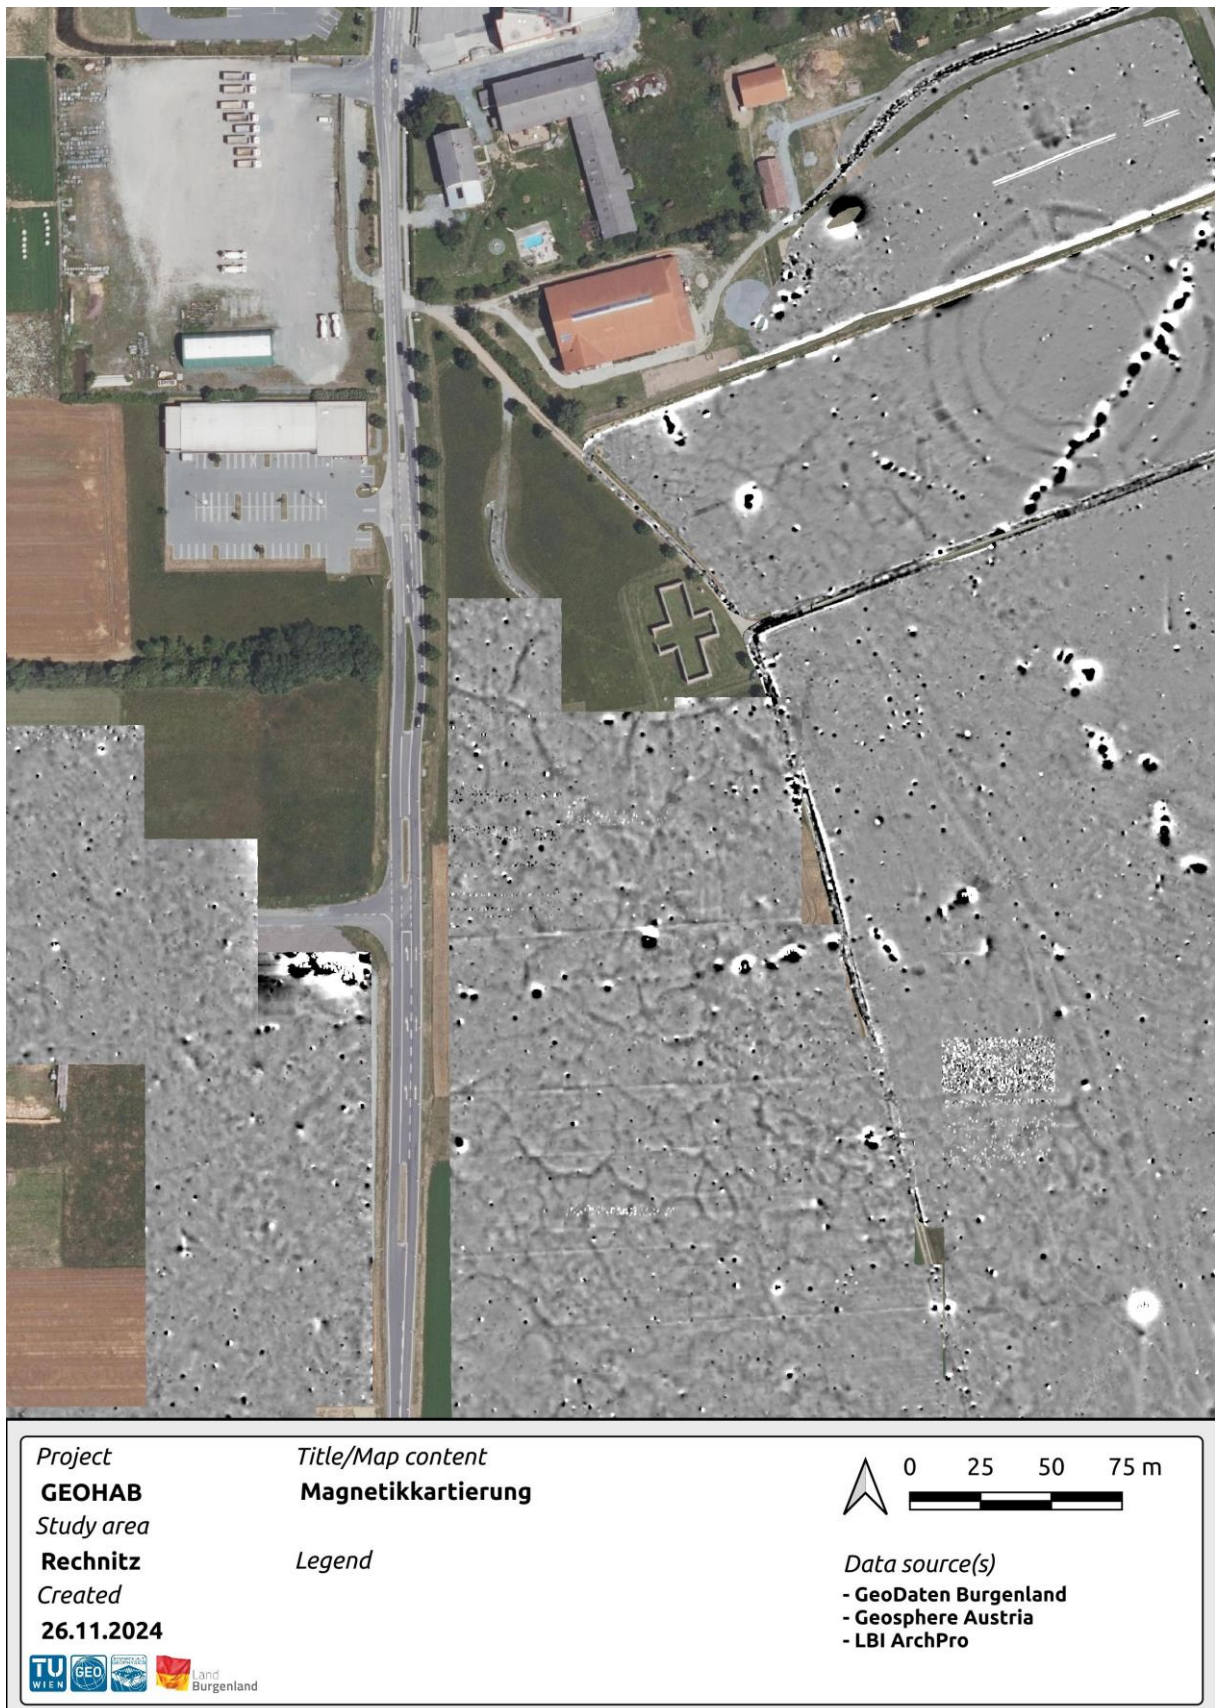 Project
GEOHAB
Study area
Rechnitz
Created
26.11.2024
TU
WIEN
GEO
Land
Burgenland
Title/Map content
Magnetikkartierung
Legend
0 25 50 75 m
Data source(s)
- GeoDaten Burgenland
- Geosphere Austria
- LBI ArchPro